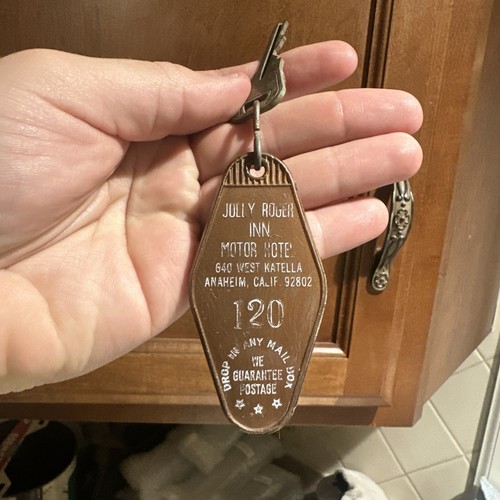 JOLLY ROGER
INN
MOTOR HOTEL
640 WEST KATELLA
ANAHEIM, CALIF. 92802
120
DROP IN ANY MAIL BOX
WE
GUARANTEE
POSTAGE